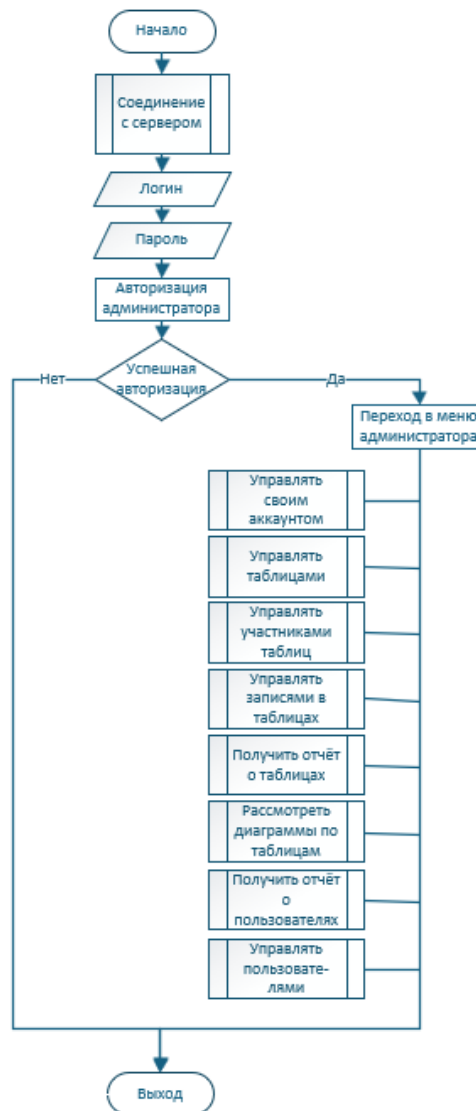 Начало
Соединение
с сервером
Логин
Пароль
Авторизация
администратора
Успешная
авторизация
Нет
Да
Переход в меню
администратора
Управлять
своим
аккаунтом
Управлять
таблицами
Управлять
участниками
таблиц
Управлять
записями в
таблицах
Получить отчёт
о таблицах
Рассмотреть
диаграммы по
таблицам
Получить отчёт
о
пользователях
Управлять
пользовате-
лями
Выход